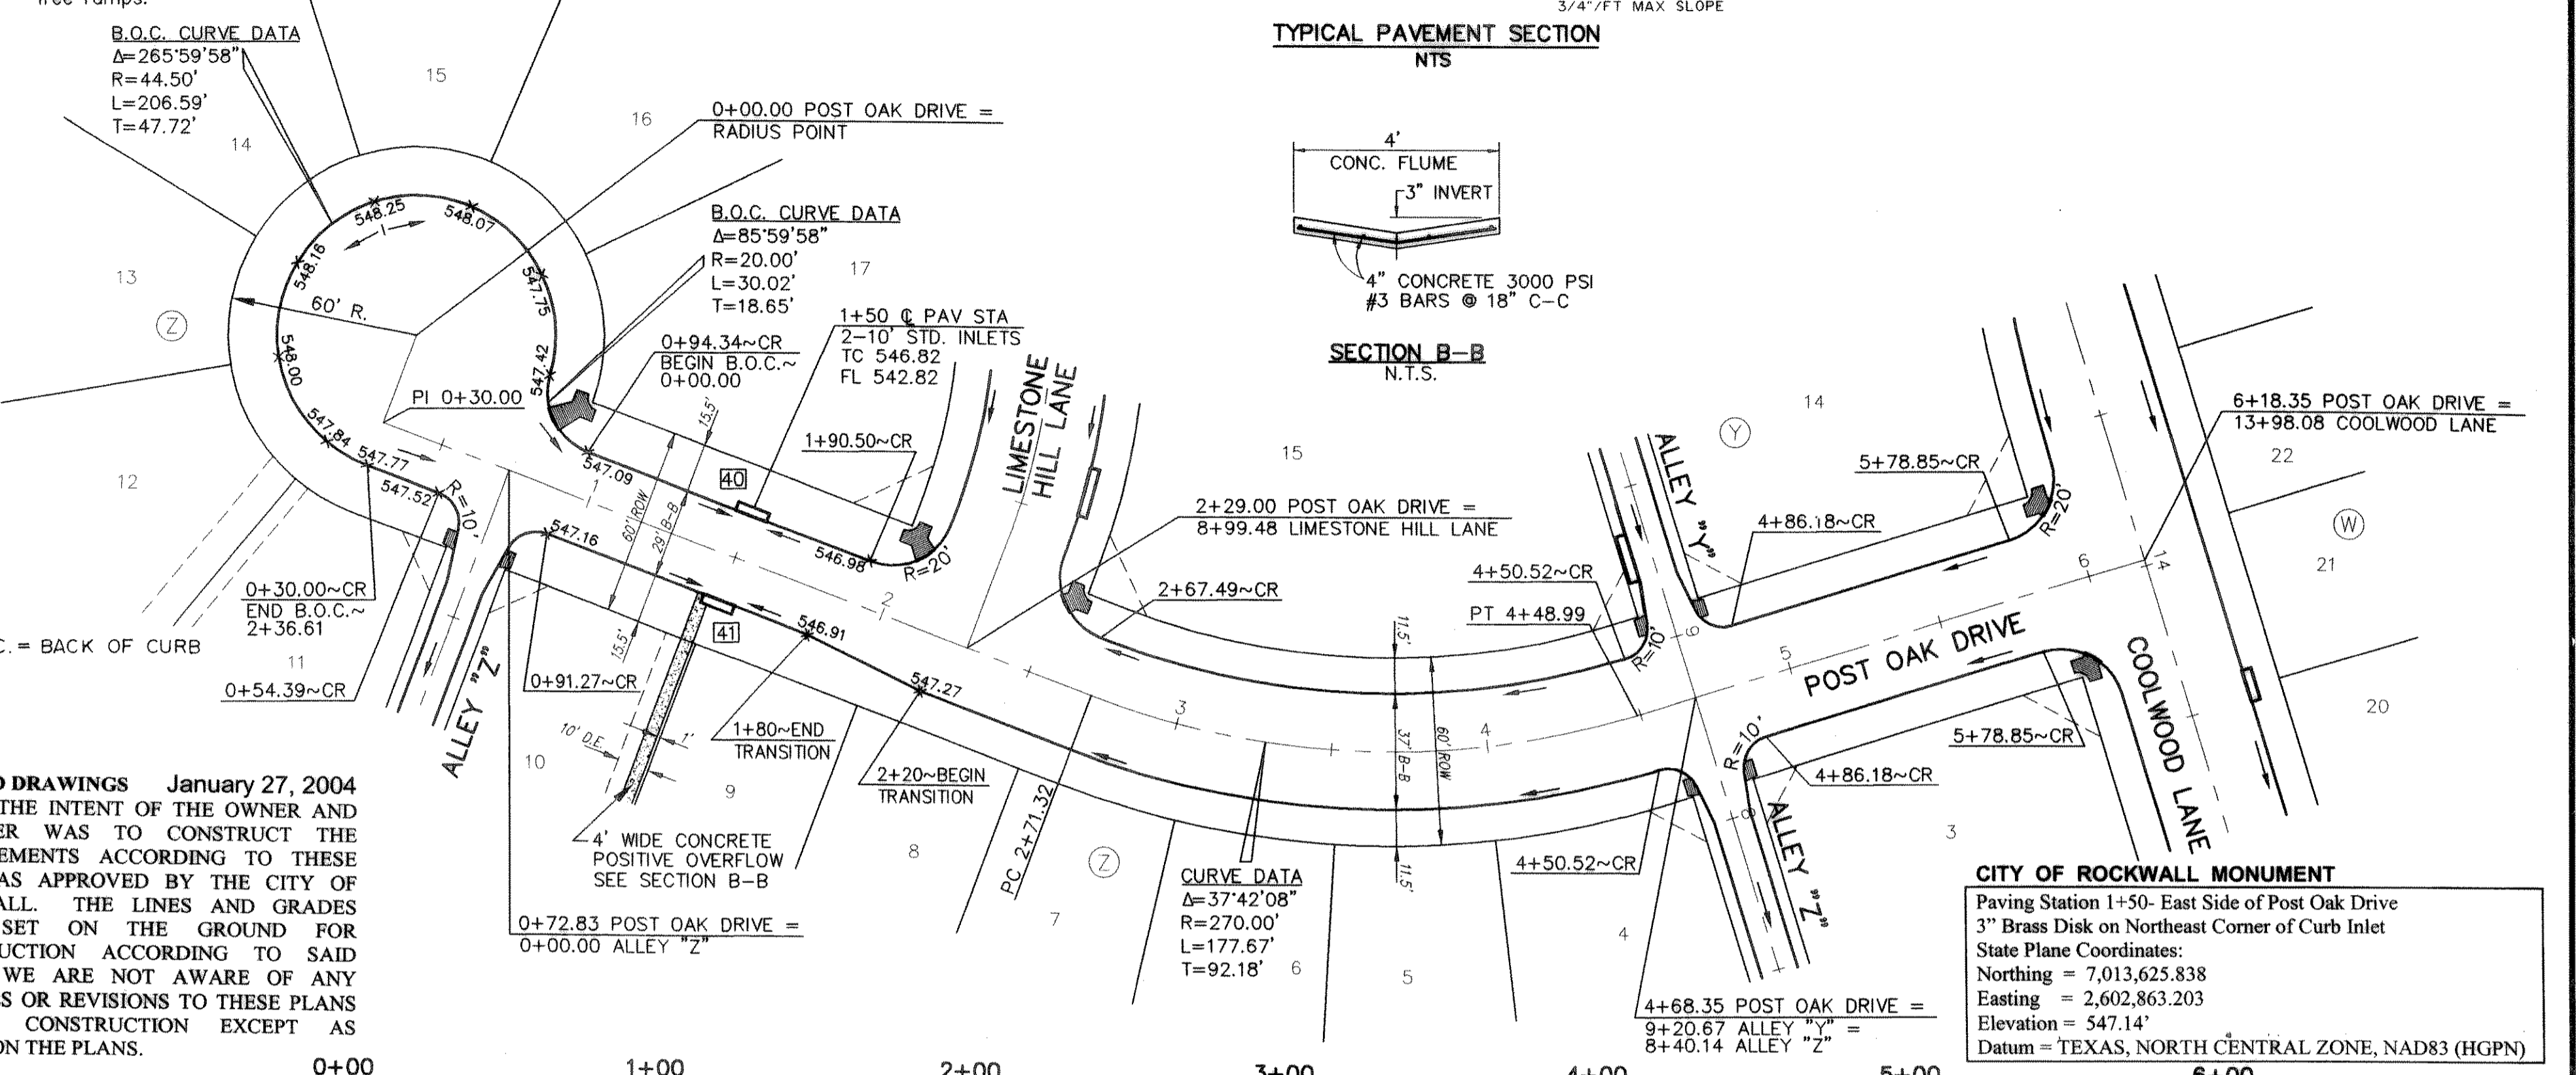 free ramps.
3/4"/FT MAX SLOPE
TYPICAL PAVEMENT SECTION
NTS
B.O.C. CURVE DATA
Δ=265°59'58"
R=44.50'
L=206.59'
T=47.72'
0+00.00 POST OAK DRIVE =
RADIUS POINT
B.O.C. CURVE DATA
Δ=85°59'58"
R=20.00'
L=30.02'
T=18.65'
4'
CONC. FLUME
3" INVERT
4" CONCRETE 3000 PSI
#3 BARS @ 18" C-C
SECTION B-B
N.T.S.
15
16
14
13
17
12
11
Z
60' R.
548.25
548.07
548.16
547.75
548.00
547.42
547.84
547.77
547.52
PI 0+30.00
0+94.34~CR
BEGIN B.O.C.~
0+00.00
1+50 ℄ PAV STA
2-10' STD. INLETS
TC 546.82
FL 542.82
1+90.50~CR
547.09
547.16
546.98
546.91
547.27
40
41
15.5'
60' ROW
29' B-B
15.5'
R=10'
R=20'
1
2
3
4
5
6
LIMESTONE
HILL LANE
0+30.00~CR
END B.O.C.~
2+36.61
C.= BACK OF CURB
0+54.39~CR
ALLEY "Z"
0+91.27~CR
10' D.E.
1'
1+80~END
TRANSITION
2+20~BEGIN
TRANSITION
4' WIDE CONCRETE
POSITIVE OVERFLOW
SEE SECTION B-B
0+72.83 POST OAK DRIVE =
0+00.00 ALLEY "Z"
10
9
8
7
6
5
4
3
Z
PC 2+71.32
2+29.00 POST OAK DRIVE =
8+99.48 LIMESTONE HILL LANE
2+67.49~CR
15
14
Y
11.5'
37' B-B
60' ROW
11.5'
CURVE DATA
Δ=37°42'08"
R=270.00'
L=177.67'
T=92.18'
4+50.52~CR
PT 4+48.99
R=10'
ALLEY "Y"
9
4+86.18~CR
5+78.85~CR
R=20'
6+18.35 POST OAK DRIVE =
13+98.08 COOLWOOD LANE
22
W
21
20
14
POST OAK DRIVE
COOLWOOD LANE
5+78.85~CR
4+86.18~CR
R=10'
8
ALLEY "Z"
4+50.52~CR
4+68.35 POST OAK DRIVE =
9+20.67 ALLEY "Y" =
8+40.14 ALLEY "Z"
D DRAWINGS January 27, 2004
THE INTENT OF THE OWNER AND
ER WAS TO CONSTRUCT THE
EMENTS ACCORDING TO THESE
AS APPROVED BY THE CITY OF
ALL. THE LINES AND GRADES
SET ON THE GROUND FOR
UCTION ACCORDING TO SAID
WE ARE NOT AWARE OF ANY
ES OR REVISIONS TO THESE PLANS
CONSTRUCTION EXCEPT AS
ON THE PLANS.
CITY OF ROCKWALL MONUMENT
Paving Station 1+50- East Side of Post Oak Drive
3" Brass Disk on Northeast Corner of Curb Inlet
State Plane Coordinates:
Northing = 7,013,625.838
Easting = 2,602,863.203
Elevation = 547.14'
Datum = TEXAS, NORTH CENTRAL ZONE, NAD83 (HGPN)
0+00
1+00
2+00
3+00
4+00
5+00
6+00